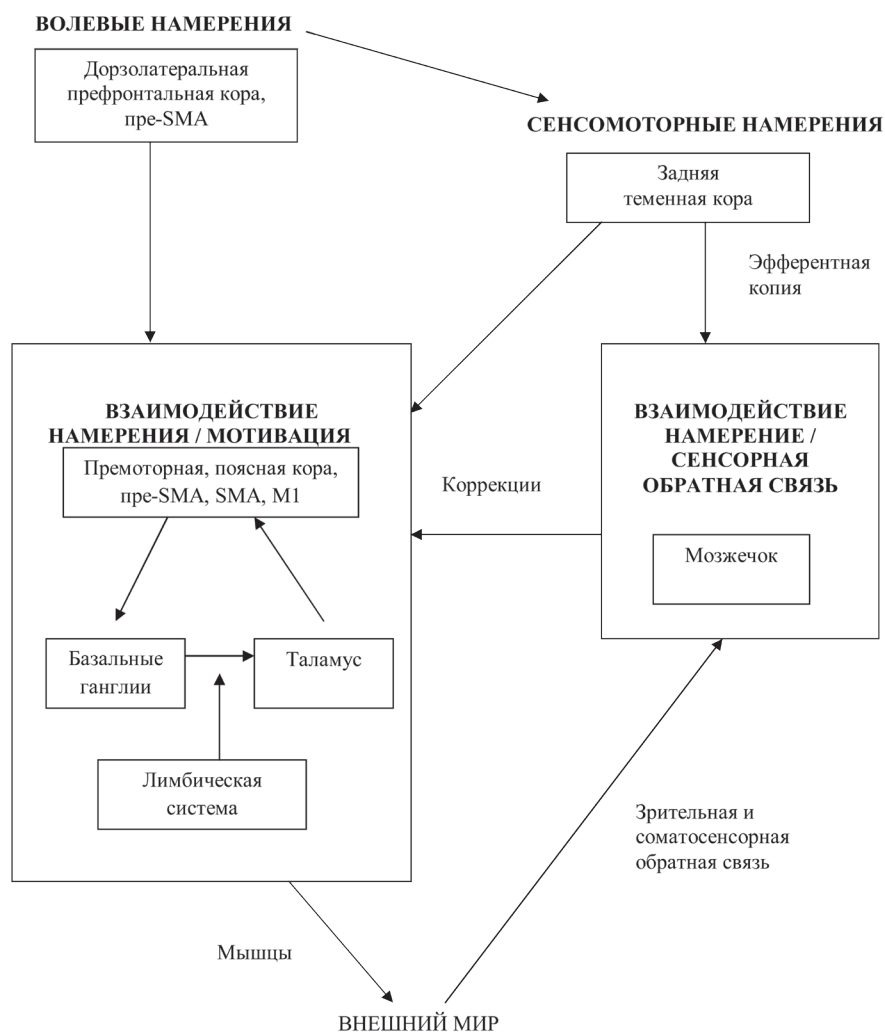 ВОЛЕВЫЕ НАМЕРЕНИЯ
Дорзолатеральная
префронтальная кора,
пре-SMA
СЕНСОМОТОРНЫЕ НАМЕРЕНИЯ
Задняя
теменная кора
Эфферентная
копия
ВЗАИМОДЕЙСТВИЕ
НАМЕРЕНИЯ / МОТИВАЦИЯ
Премоторная, поясная кора,
пре-SMA, SMA, M1
Базальные
ганглии
Таламус
Лимбическая
система
Коррекции
ВЗАИМОДЕЙСТВИЕ
НАМЕРЕНИЕ /
СЕНСОРНАЯ
ОБРАТНАЯ СВЯЗЬ
Мозжечок
Зрительная и
соматосенсорная
обратная связь
Мышцы
ВНЕШНИЙ МИР